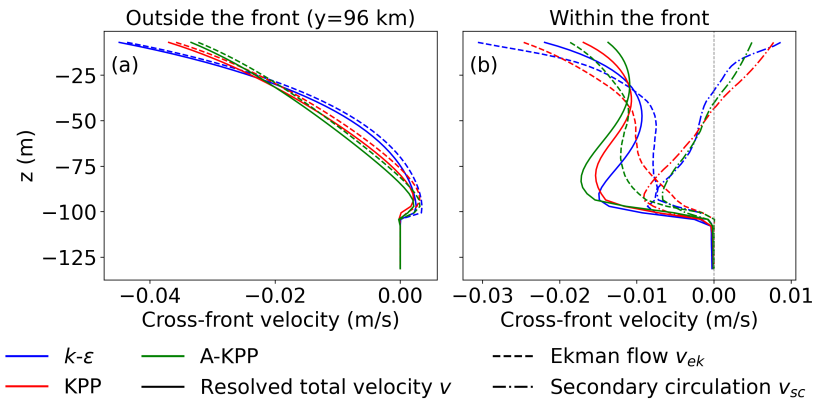 Outside the front (y=96 km)
Within the front
(a)
(b)
z (m)
−25
−50
−75
−100
−125
−0.04
−0.02
0.00
−0.03
−0.02
−0.01
0.00
0.01
Cross-front velocity (m/s)
Cross-front velocity (m/s)
k-ε
A-KPP
Ekman flow v_ek
KPP
Resolved total velocity v
Secondary circulation v_sc